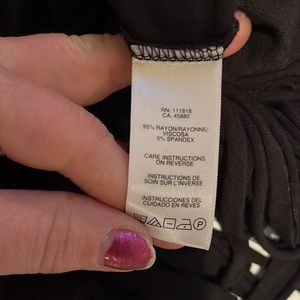 RN: 111818
CA: 45885
95% RAYON/RAYONNE/
VISCOSA
5% SPANDEX
CARE INSTRUCTIONS
ON REVERSE
INSTRUCTIONS DE
SOIN SUR L'INVERSE
INSTRUCCIONES DEL
CUIDADO EN REVES
P